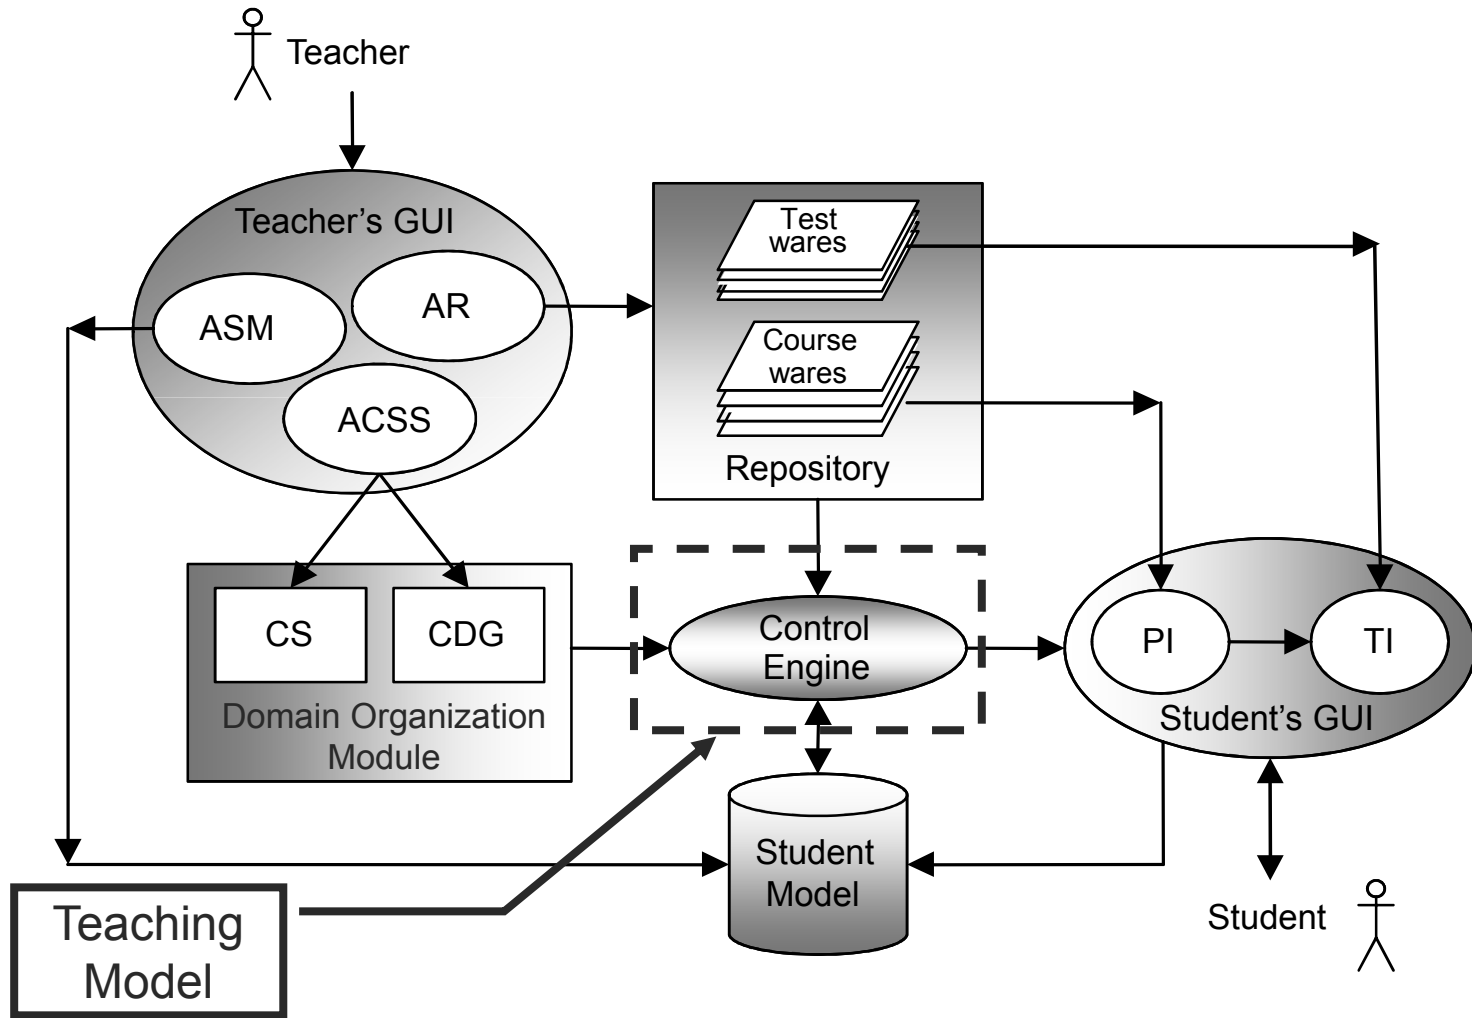 Teacher
Teacher’s GUI
ASM
AR
ACSS
Test
wares
Course
wares
Repository
CS
CDG
Domain Organization
Module
Control
Engine
PI
TI
Student’s GUI
Student
Model
Teaching
Model
Student